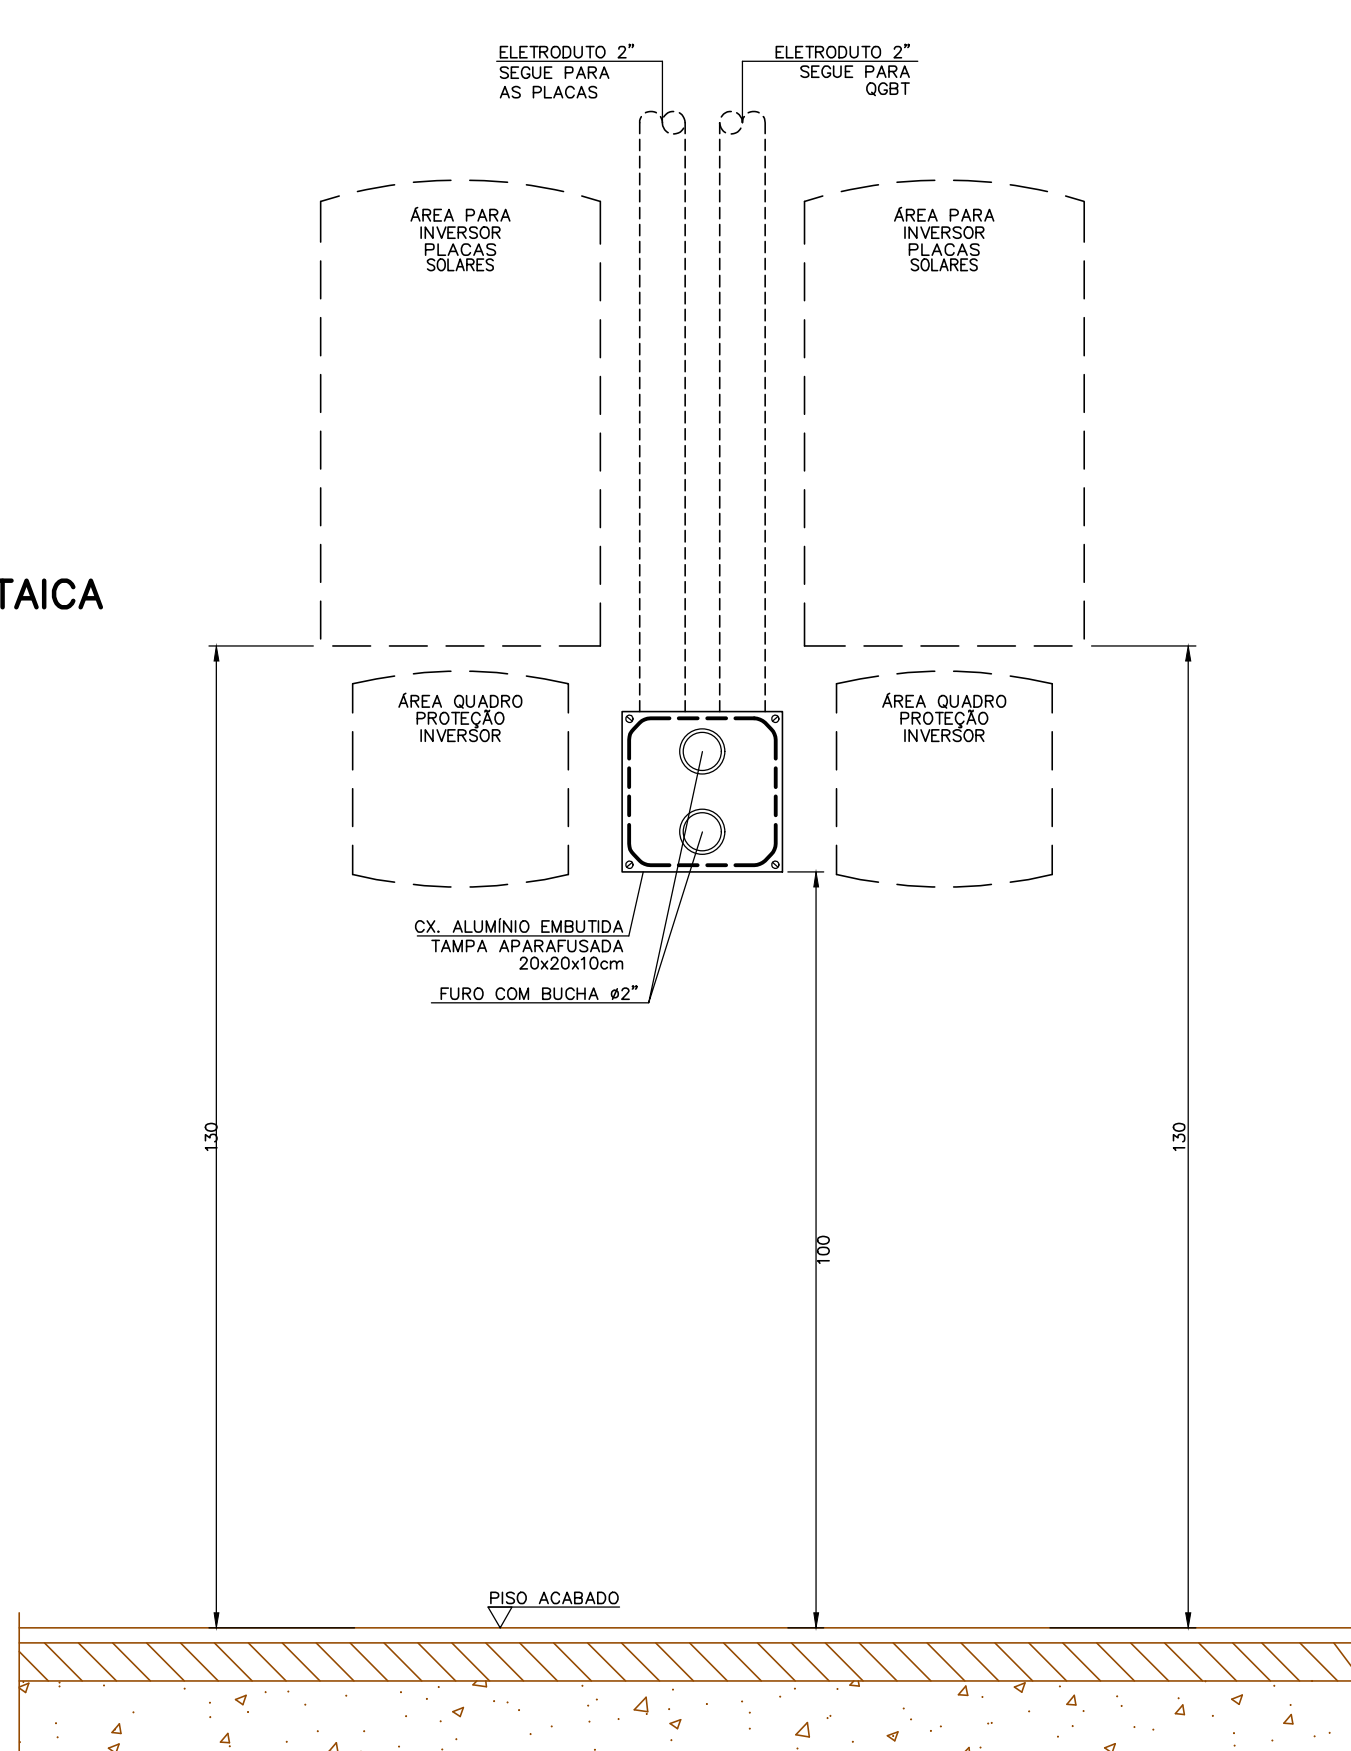 ELETRODUTO 2"
SEGUE PARA
AS PLACAS
ELETRODUTO 2"
SEGUE PARA
QGBT
ÁREA PARA
INVERSOR
PLACAS
SOLARES
ÁREA PARA
INVERSOR
PLACAS
SOLARES
TAICA
ÁREA QUADRO
PROTEÇÃO
INVERSOR
ÁREA QUADRO
PROTEÇÃO
INVERSOR
CX. ALUMÍNIO EMBUTIDA
TAMPA APARAFUSADA
20x20x10cm
FURO COM BUCHA ø2"
130
130
100
PISO ACABADO